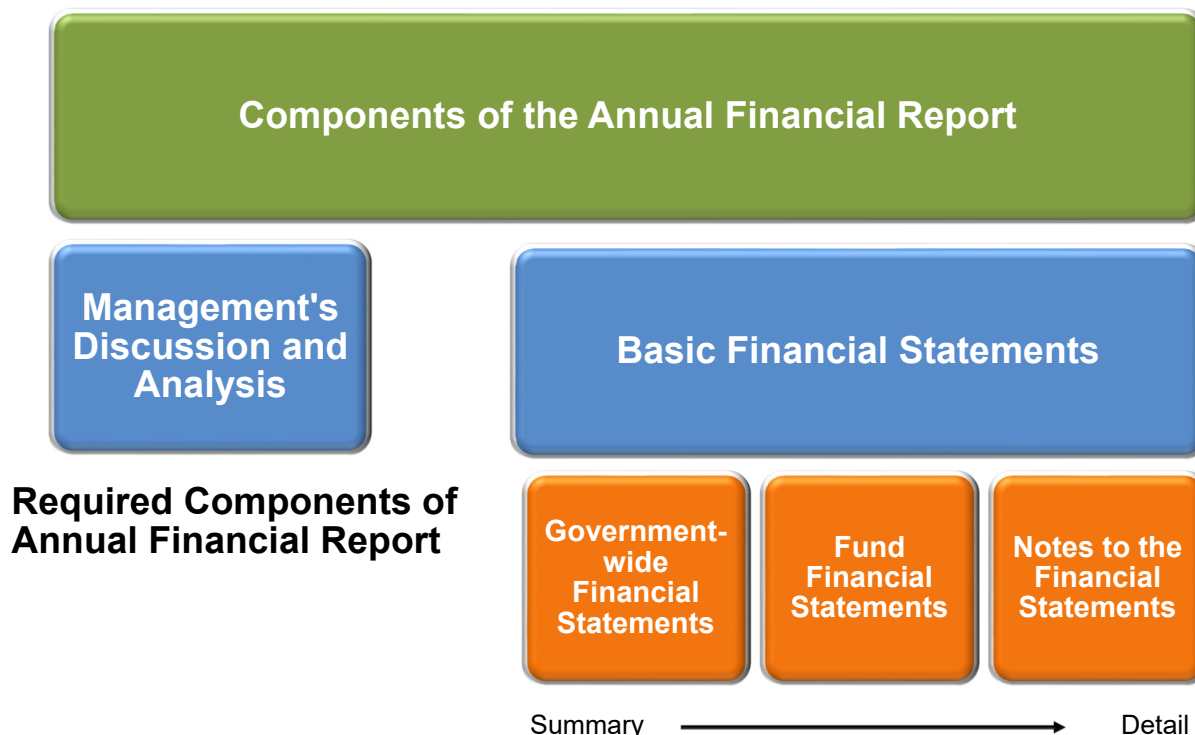 Components of the Annual Financial Report
Management's
Discussion and
Analysis
Basic Financial Statements
Required Components of
Annual Financial Report
Government-
wide
Financial
Statements
Fund
Financial
Statements
Notes to the
Financial
Statements
Summary
Detail